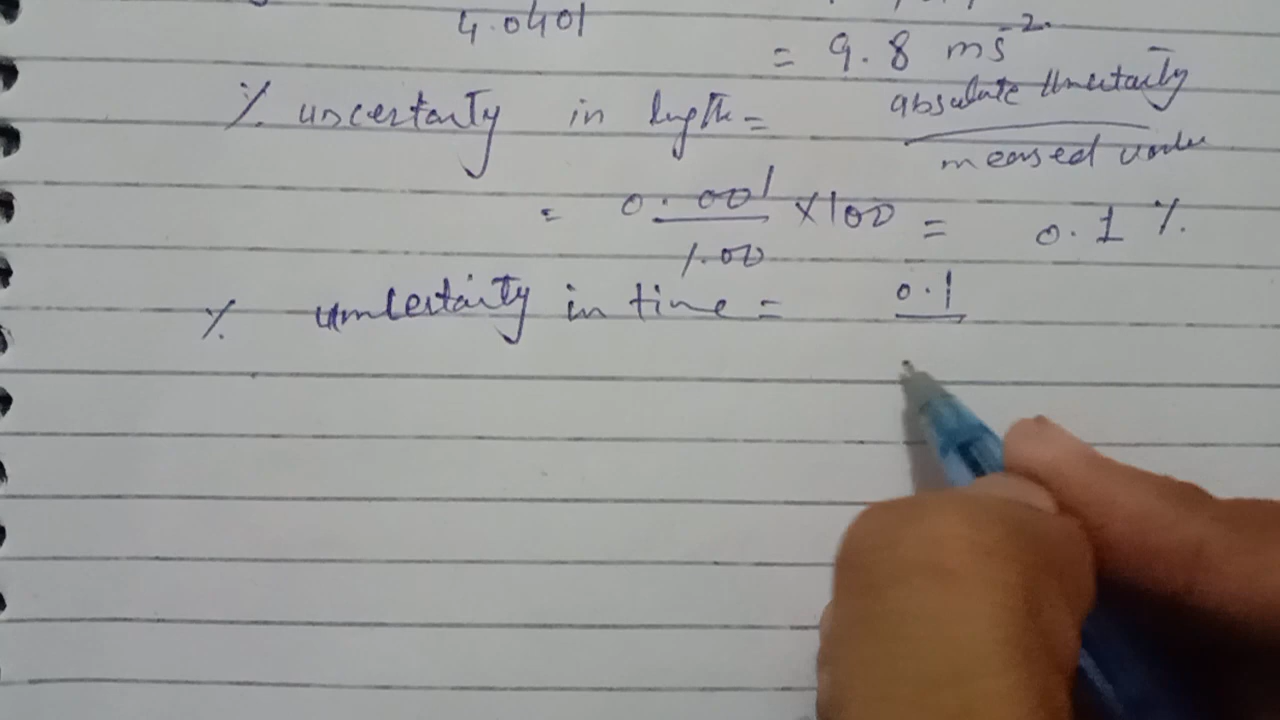 4.0401
= 9.8 ms⁻²
% uncertainty in length = absolute Uncertainty
measured value
= 0.001 ×100 = 0.1 %
1.00
% uncertainty in time = 0.1